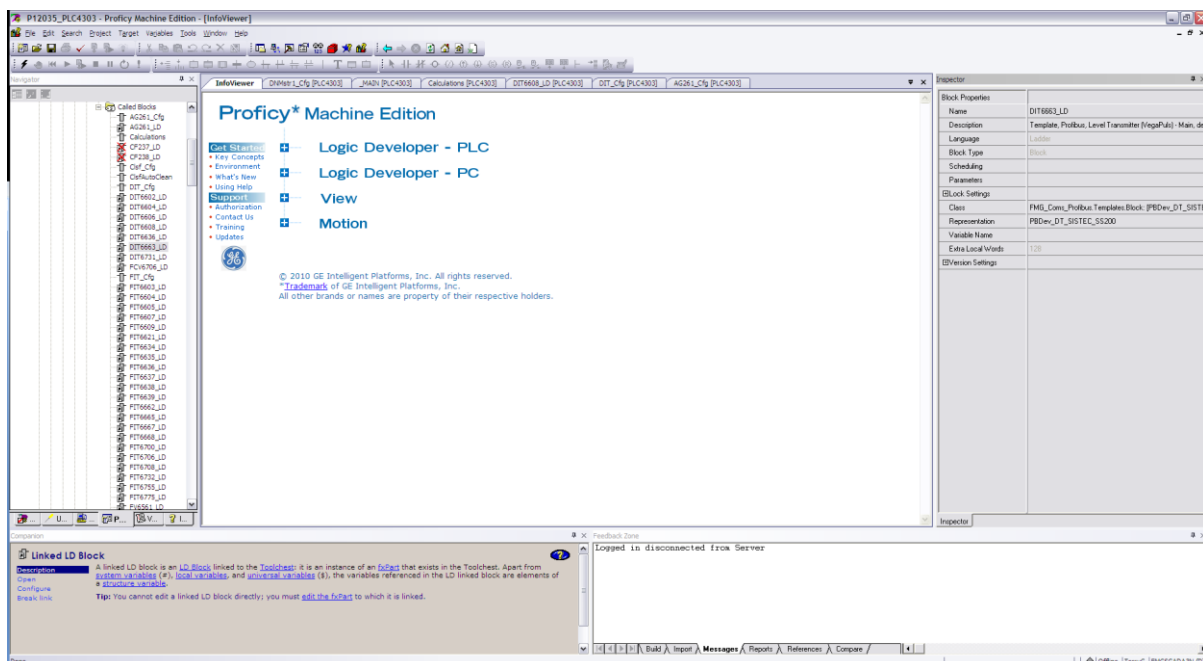 P12035_PLC4303 - Proficy Machine Edition - [InfoViewer]
File Edit Search Project Target Variables Tools Window Help
Navigator
Called Blocks
AG261_Cfg
AG261_LD
Calculations
CP237_LD
CP238_LD
Clsf_Cfg
ClsfAutoClean
DIT_Cfg
DIT6602_LD
DIT6604_LD
DIT6606_LD
DIT6608_LD
DIT6636_LD
DIT6663_LD
DIT6731_LD
FCV6706_LD
FIT_Cfg
FIT6603_LD
FIT6604_LD
FIT6605_LD
FIT6607_LD
FIT6609_LD
FIT6621_LD
FIT6634_LD
FIT6635_LD
FIT6636_LD
FIT6637_LD
FIT6638_LD
FIT6639_LD
FIT6662_LD
FIT6665_LD
FIT6667_LD
FIT6668_LD
FIT6700_LD
FIT6706_LD
FIT6708_LD
FIT6732_LD
FIT6755_LD
FIT6775_LD
FV6561_LD
... U... ... P... V... I...
InfoViewer DNMstr1_Cfg [PLC4303] _MAIN [PLC4303] Calculations [PLC4303] DIT6608_LD [PLC4303] DIT_Cfg [PLC4303] AG261_Cfg [PLC4303]
Proficy* Machine Edition
Get Started
Key Concepts
Environment
What's New
Using Help
Support
Authorization
Contact Us
Training
Updates
Logic Developer - PLC
Logic Developer - PC
View
Motion
© 2010 GE Intelligent Platforms, Inc. All rights reserved.
*Trademark of GE Intelligent Platforms, Inc.
All other brands or names are property of their respective holders.
Inspector
Block Properties
Name DIT6663_LD
Description Template, Profibus, Level Transmitter (VegaPuls) - Main, de
Language Ladder
Block Type Block
Scheduling
Parameters
Lock Settings
Class FMG_Coms_Profibus.Templates.Block: [PBDev_DT_SISTE
Representation PBDev_DT_SISTEC_SS200
Variable Name
Extra Local Words 128
Version Settings
Inspector
Companion
Linked LD Block
Description
Open
Configure
Break link
A linked LD block is an LD Block linked to the Toolchest: it is an instance of an fxPart that exists in the Toolchest. Apart from
system variables (#), local variables, and universal variables ($), the variables referenced in the LD linked block are elements of
a structure variable.
Tip: You cannot edit a linked LD block directly; you must edit the fxPart to which it is linked.
Feedback Zone
Logged in disconnected from Server
Build Import Messages Reports References Compare
Done
Offline